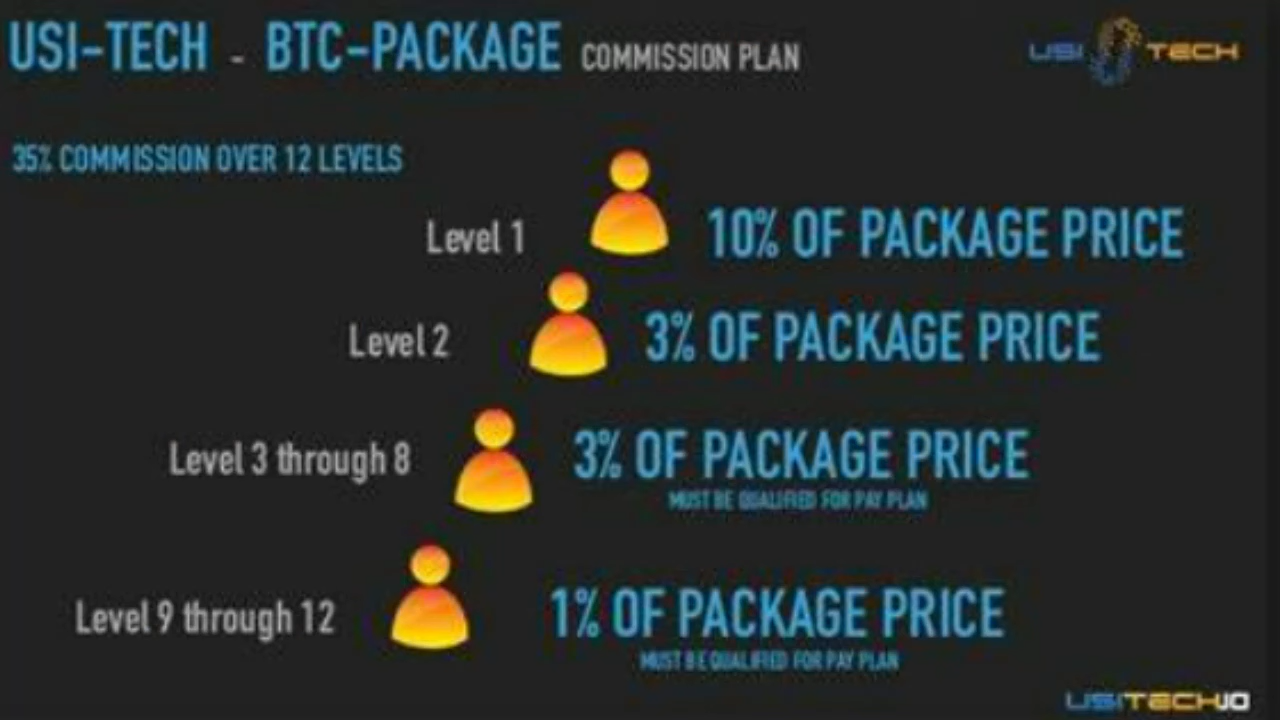 USI-TECH - BTC-PACKAGE COMMISSION PLAN
USI TECH
35% COMMISSION OVER 12 LEVELS
Level 1
10% OF PACKAGE PRICE
Level 2
3% OF PACKAGE PRICE
Level 3 through 8
3% OF PACKAGE PRICE
MUST BE QUALIFIED FOR PAY PLAN
Level 9 through 12
1% OF PACKAGE PRICE
MUST BE QUALIFIED FOR PAY PLAN
USITECH.IO